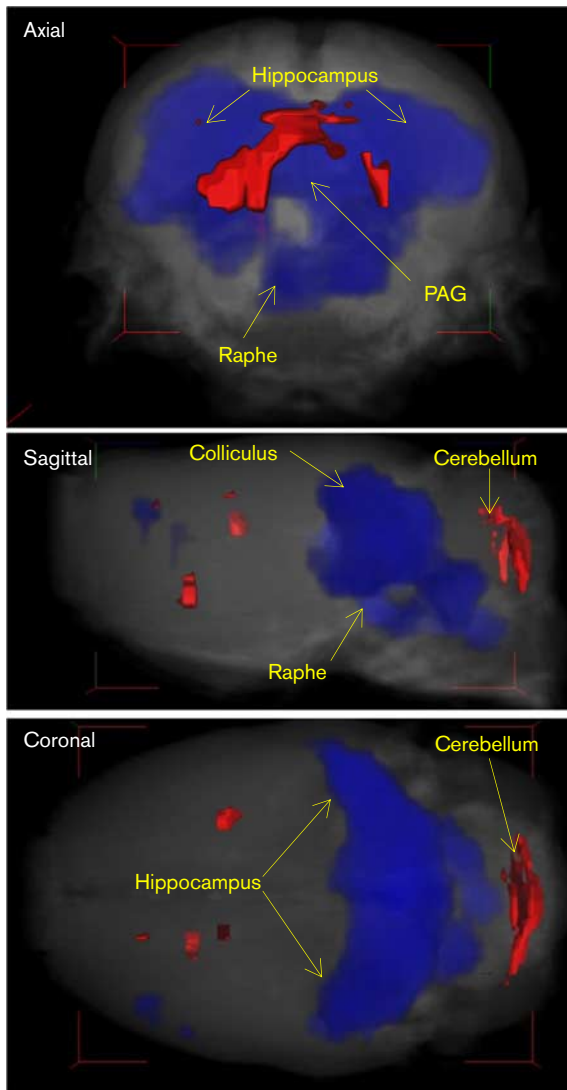 Axial
Hippocampus
PAG
Raphe
Sagittal
Colliculus
Cerebellum
Raphe
Coronal
Cerebellum
Hippocampus